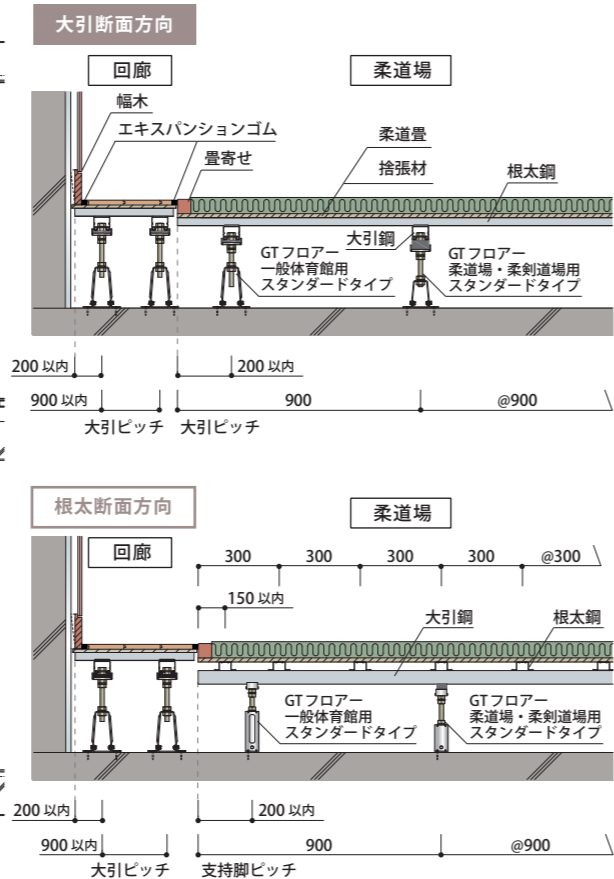 大引断面方向
回廊
柔道場
幅木
エキスパンションゴム
畳寄せ
柔道畳
捨張材
根太鋼
大引鋼
GTフロアー
一般体育館用
スタンダードタイプ
GTフロアー
柔道場・柔剣道場用
スタンダードタイプ
200以内
200以内
900以内
900
@900
大引ピッチ
大引ピッチ
根太断面方向
柔道場
回廊
300
300
300
300
@300
150以内
大引鋼
根太鋼
GTフロアー
一般体育館用
スタンダードタイプ
GTフロアー
柔道場・柔剣道場用
スタンダードタイプ
200以内
200以内
900以内
900
@900
大引ピッチ
支持脚ピッチ